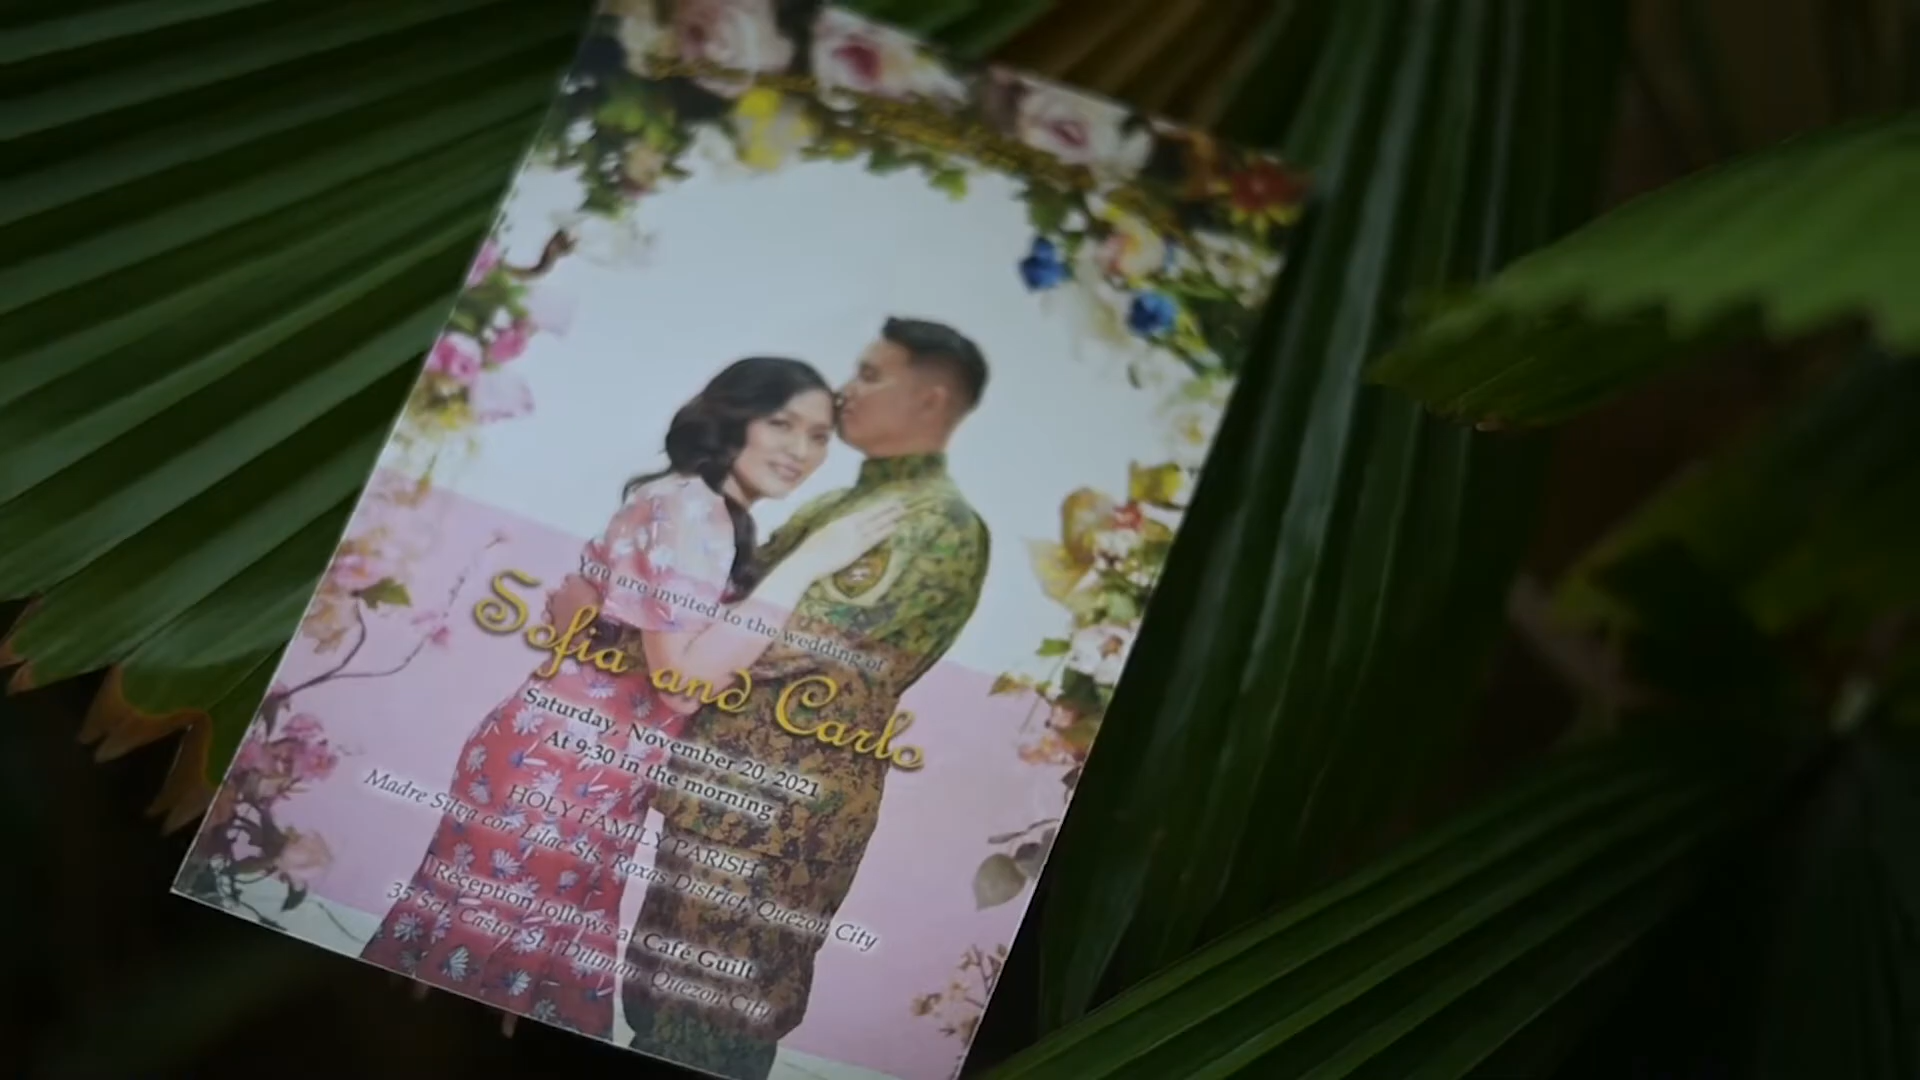 You are invited to the wedding of
Sofia and Carlo
Saturday, November 20, 2021
At 9:30 in the morning
HOLY FAMILY PARISH
Madre Silva cor. Lilac Sts. Roxas District, Quezon City
Reception follows at Café Guilt
35 Sct. Castor St. Diliman Quezon City